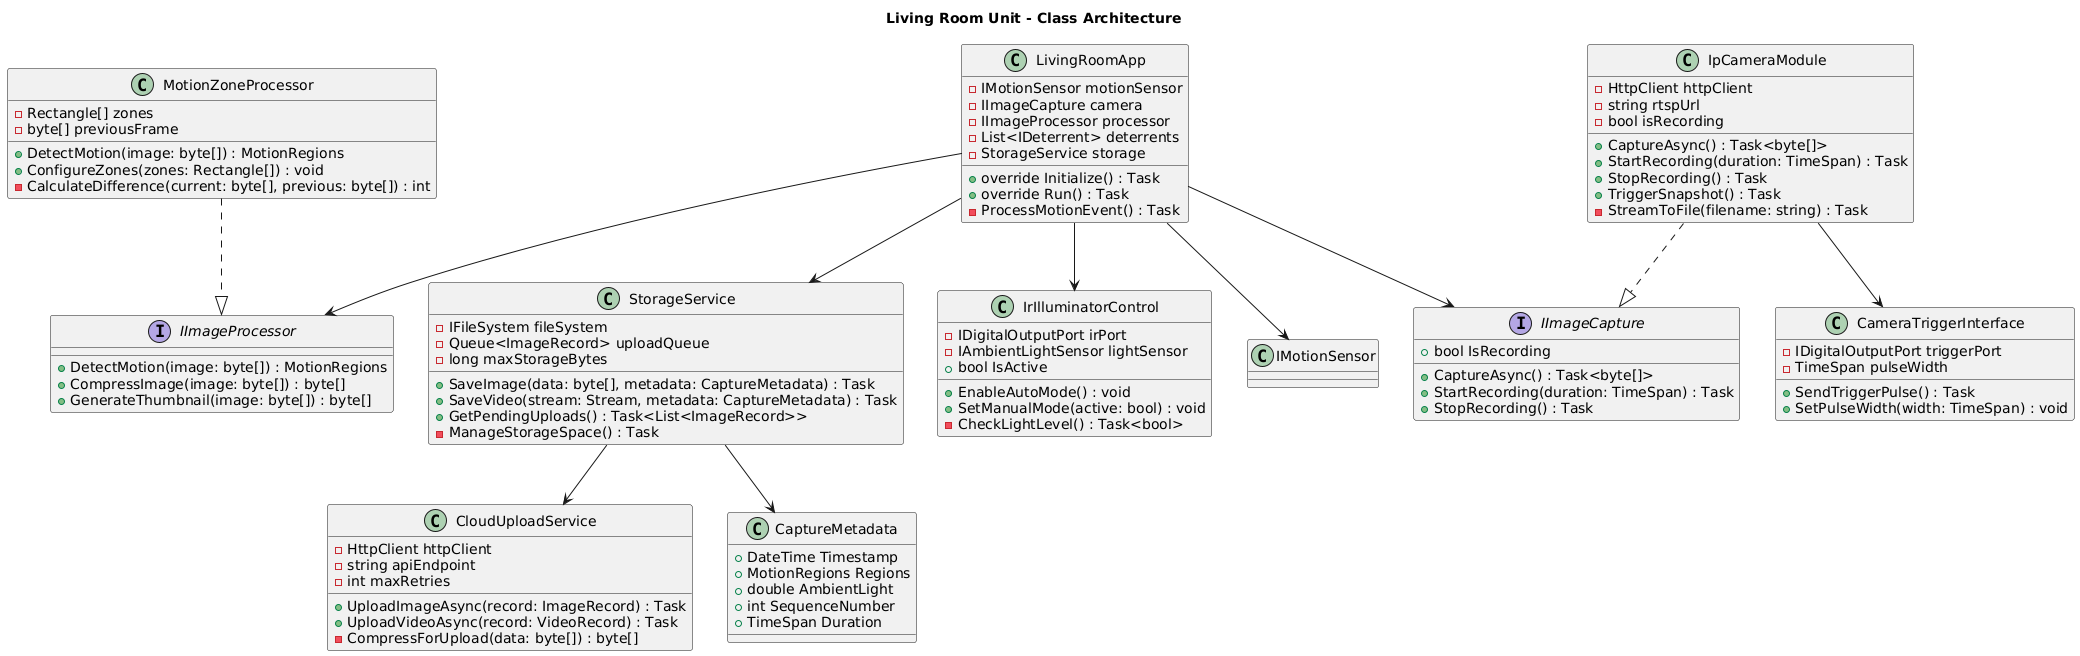 Living Room Unit - Class Architecture
C MotionZoneProcessor
Rectangle[] zones
byte[] previousFrame
DetectMotion(image: byte[]) : MotionRegions
ConfigureZones(zones: Rectangle[]) : void
CalculateDifference(current: byte[], previous: byte[]) : int
C LivingRoomApp
IMotionSensor motionSensor
IImageCapture camera
IImageProcessor processor
List<IDeterrent> deterrents
StorageService storage
override Initialize() : Task
override Run() : Task
ProcessMotionEvent() : Task
C IpCameraModule
HttpClient httpClient
string rtspUrl
bool isRecording
CaptureAsync() : Task<byte[]>
StartRecording(duration: TimeSpan) : Task
StopRecording() : Task
TriggerSnapshot() : Task
StreamToFile(filename: string) : Task
I IImageProcessor
DetectMotion(image: byte[]) : MotionRegions
CompressImage(image: byte[]) : byte[]
GenerateThumbnail(image: byte[]) : byte[]
C StorageService
IFileSystem fileSystem
Queue<ImageRecord> uploadQueue
long maxStorageBytes
SaveImage(data: byte[], metadata: CaptureMetadata) : Task
SaveVideo(stream: Stream, metadata: CaptureMetadata) : Task
GetPendingUploads() : Task<List<ImageRecord>>
ManageStorageSpace() : Task
C IrIlluminatorControl
IDigitalOutputPort irPort
IAmbientLightSensor lightSensor
bool IsActive
EnableAutoMode() : void
SetManualMode(active: bool) : void
CheckLightLevel() : Task<bool>
C IMotionSensor
I IImageCapture
bool IsRecording
CaptureAsync() : Task<byte[]>
StartRecording(duration: TimeSpan) : Task
StopRecording() : Task
C CameraTriggerInterface
IDigitalOutputPort triggerPort
TimeSpan pulseWidth
SendTriggerPulse() : Task
SetPulseWidth(width: TimeSpan) : void
C CloudUploadService
HttpClient httpClient
string apiEndpoint
int maxRetries
UploadImageAsync(record: ImageRecord) : Task
UploadVideoAsync(record: VideoRecord) : Task
CompressForUpload(data: byte[]) : byte[]
C CaptureMetadata
DateTime Timestamp
MotionRegions Regions
double AmbientLight
int SequenceNumber
TimeSpan Duration